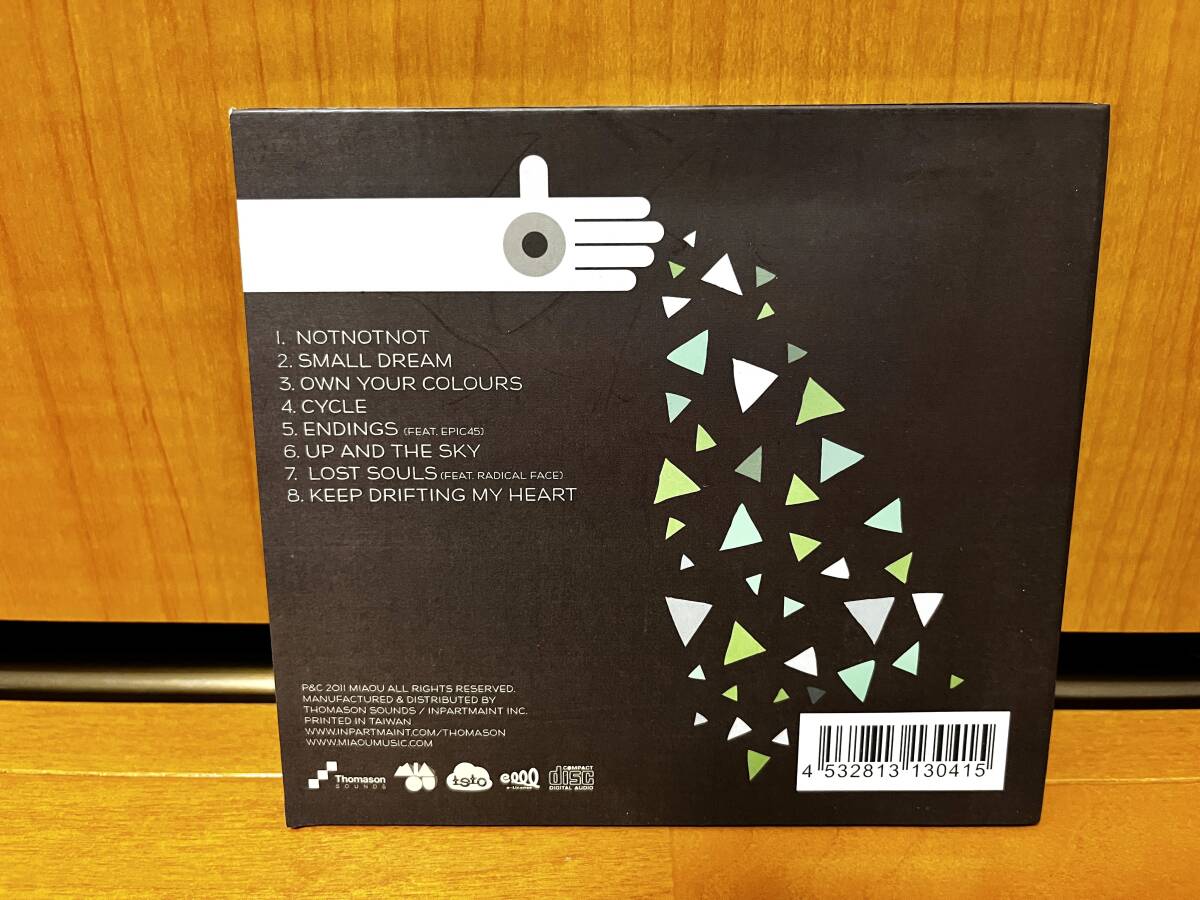 1. NOTNOTNOT
2. SMALL DREAM
3. OWN YOUR COLOURS
4. CYCLE
5. ENDINGS (FEAT. EPIC45)
6. UP AND THE SKY
7. LOST SOULS (FEAT. RADICAL FACE)
8. KEEP DRIFTING MY HEART
P&C 2011 MIAOU ALL RIGHTS RESERVED.
MANUFACTURED & DISTRIBUTED BY
THOMASON SOUNDS / INPARTMAINT INC.
PRINTED IN TAIWAN
WWW.INPARTMAINT.COM/THOMASON
WWW.MIAOUMUSIC.COM
Thomason
SOUNDS
e-License
COMPACT
disc
DIGITAL AUDIO
4 532813 130415